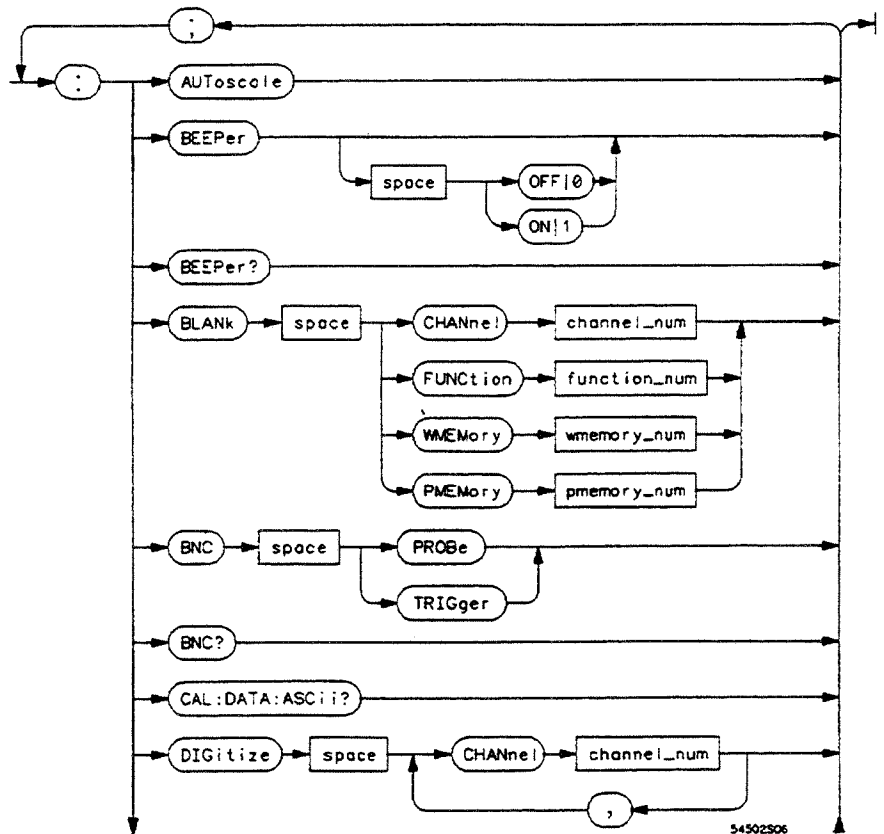 ;
: AUToscale
BEEPer
space OFF|0
ON|1
BEEPer?
BLANk space CHANnel channel_num
FUNCtion function_num
WMEMory wmemory_num
PMEMory pmemory_num
BNC space PROBe
TRIGger
BNC?
CAL:DATA:ASCii?
DIGitize space CHANnel channel_num
,
54502S06